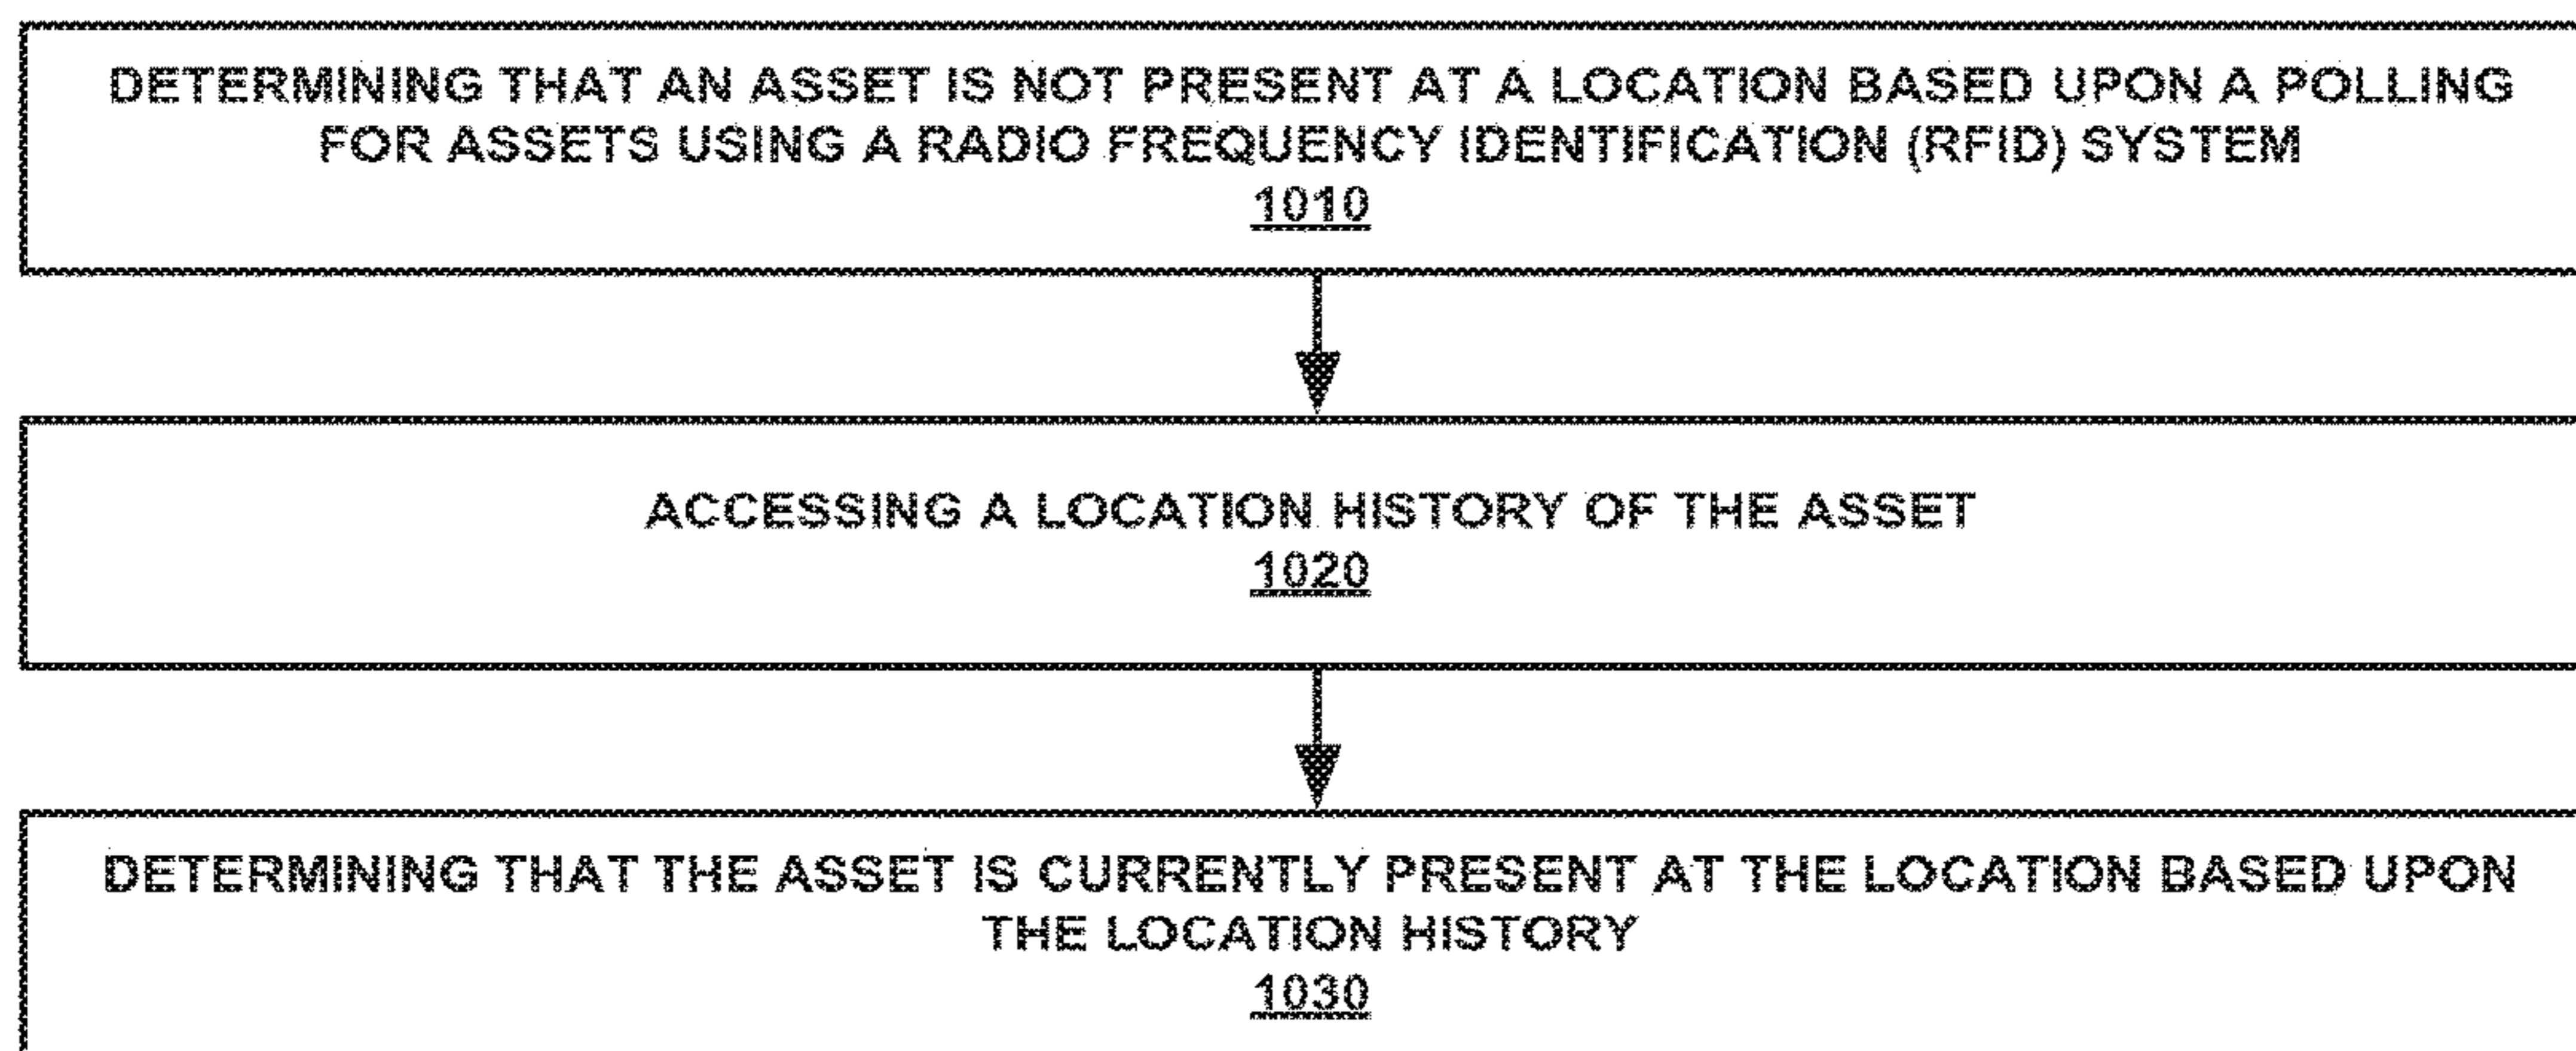 DETERMINING THAT AN ASSET IS NOT PRESENT AT A LOCATION BASED UPON A POLLING
FOR ASSETS USING A RADIO FREQUENCY IDENTIFICATION (RFID) SYSTEM
1010
ACCESSING A LOCATION HISTORY OF THE ASSET
1020
DETERMINING THAT THE ASSET IS CURRENTLY PRESENT AT THE LOCATION BASED UPON
THE LOCATION HISTORY
1030